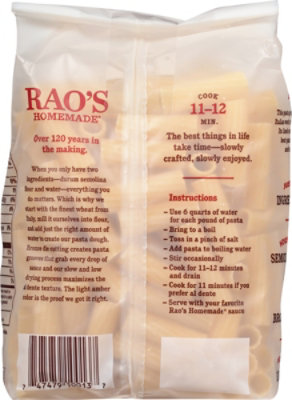 RAO'S
HOMEMADE®
Over 120 years in
the making.
When you only have two
ingredients—durum semolina
flour and water—everything you
do matters. Which is why we
start with the finest wheat from
Italy, mill it ourselves into flour,
and add just the right amount of
water to create our pasta dough.
Bronze die cutting creates pasta
grooves that grab every drop of
sauce and our slow and low
drying process maximizes the
al dente texture. The light amber
color is the proof we got it right.
COOK
11–12
MIN.
The best things in life
take time—slowly
crafted, slowly enjoyed.
Instructions
– Use 6 quarts of water
for each pound of pasta
– Bring to a boil
– Toss in a pinch of salt
– Add pasta to boiling water
– Stir occasionally
– Cook for 11–12 minutes
and drain
– Cook for 11 minutes if you
prefer al dente
– Serve with your favorite
Rao's Homemade® sauce